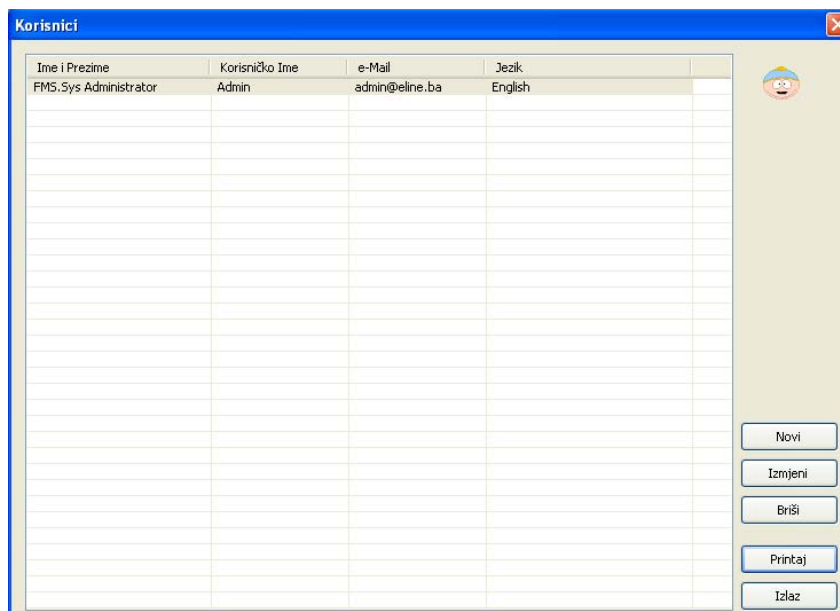 Korisnici
Ime i Prezime Korisničko Ime e-Mail Jezik
FMS.Sys Administrator Admin admin@eline.ba English
Novi
Izmjeni
Briši
Printaj
Izlaz